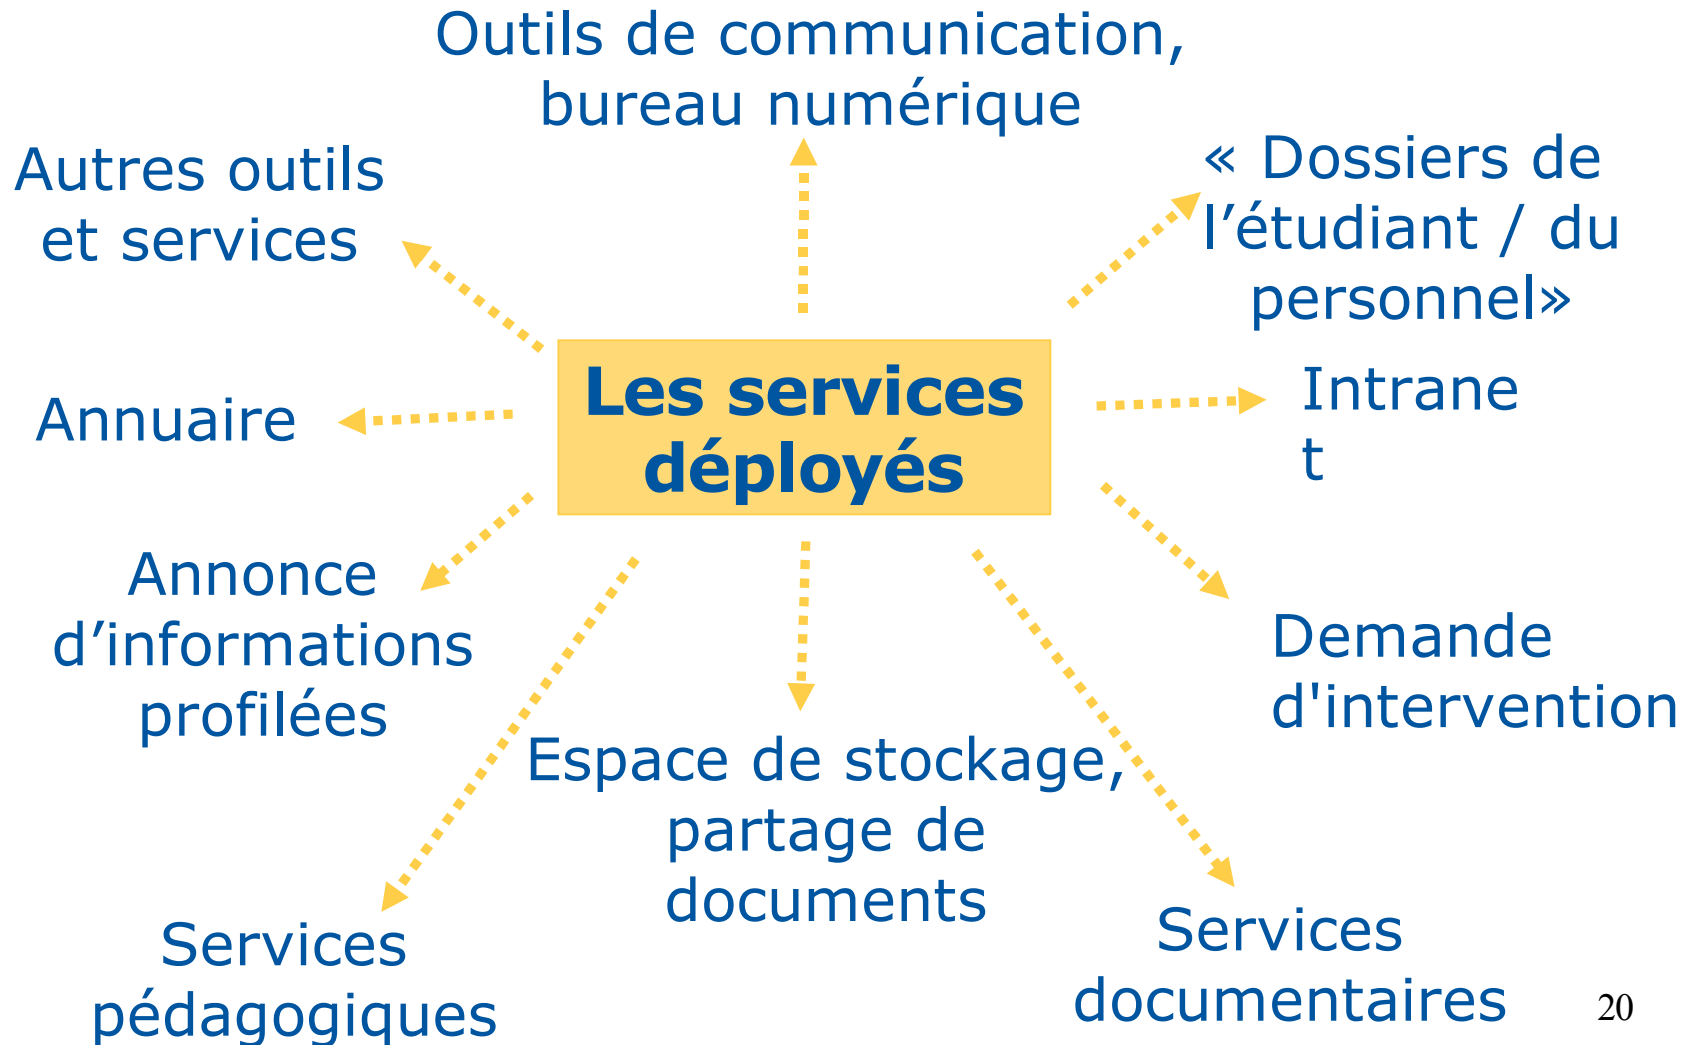 Outils de communication,
bureau numérique
Autres outils
et services
« Dossiers de
l’étudiant / du
personnel»
Les services
déployés
Annuaire
Intrane
t
Annonce
d’informations
profilées
Demande
d'intervention
Espace de stockage,
partage de
documents
Services
pédagogiques
Services
documentaires
20